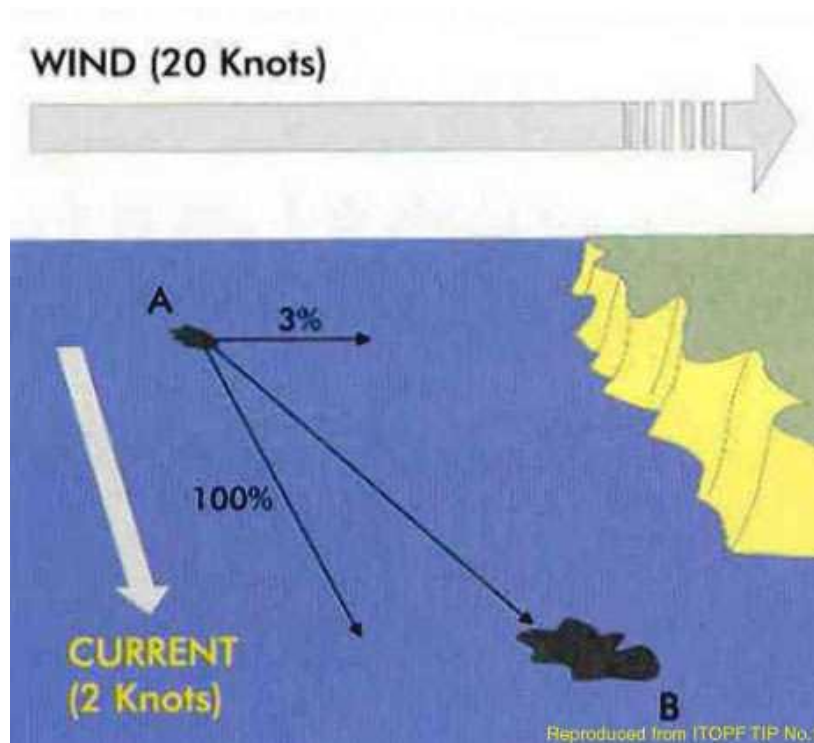 WIND (20 Knots)
A
3%
100%
CURRENT
(2 Knots)
B
Reproduced from ITOPF TIP No.